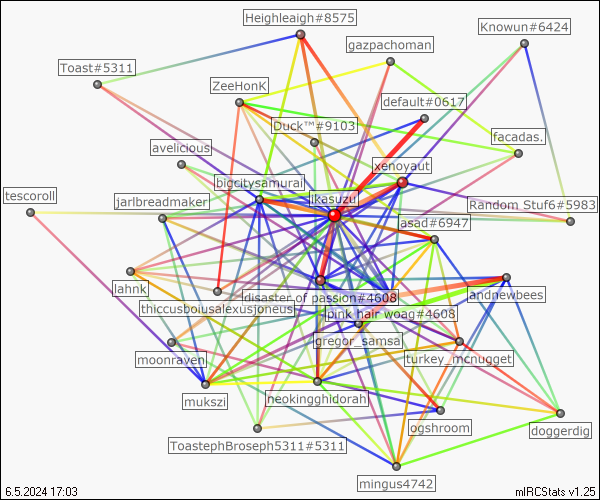 Heighleaigh#8575
Knowun#6424
gazpachoman
Toast#5311
ZeeHonK
default#0617
Duck™#9103
facadas.
avelicious
xenoyaut
bigcitysamurai
ikasuzu
tescoroll
jarlbreadmaker
Random Stuf6#5983
asad#6947
lahnk
disaster of passion#4608
andnewbees
thiccusboiusalexusjoneus
pink hair woag#4608
gregor_samsa
moonraven
turkey_mcnugget
mukszi
neokingghidorah
ogshroom
doggerdig
ToastephBroseph5311#5311
mingus4742
6.5.2024 17:03
mIRCStats v1.25